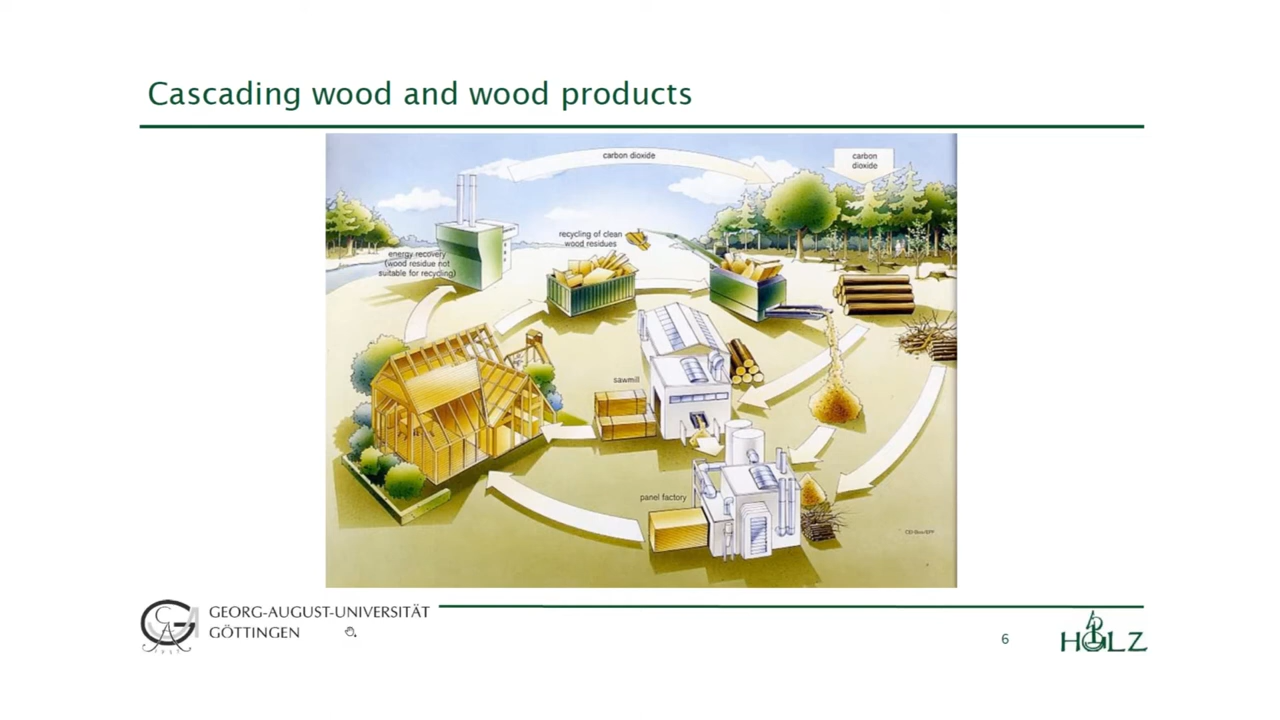 Cascading wood and wood products
carbon dioxide
carbon
dioxide
recycling of clean
wood residues
energy recovery
(wood residue not
suitable for recycling)
sawmill
panel factory
GEORG-AUGUST-UNIVERSITÄT
GÖTTINGEN
6
HOLZ